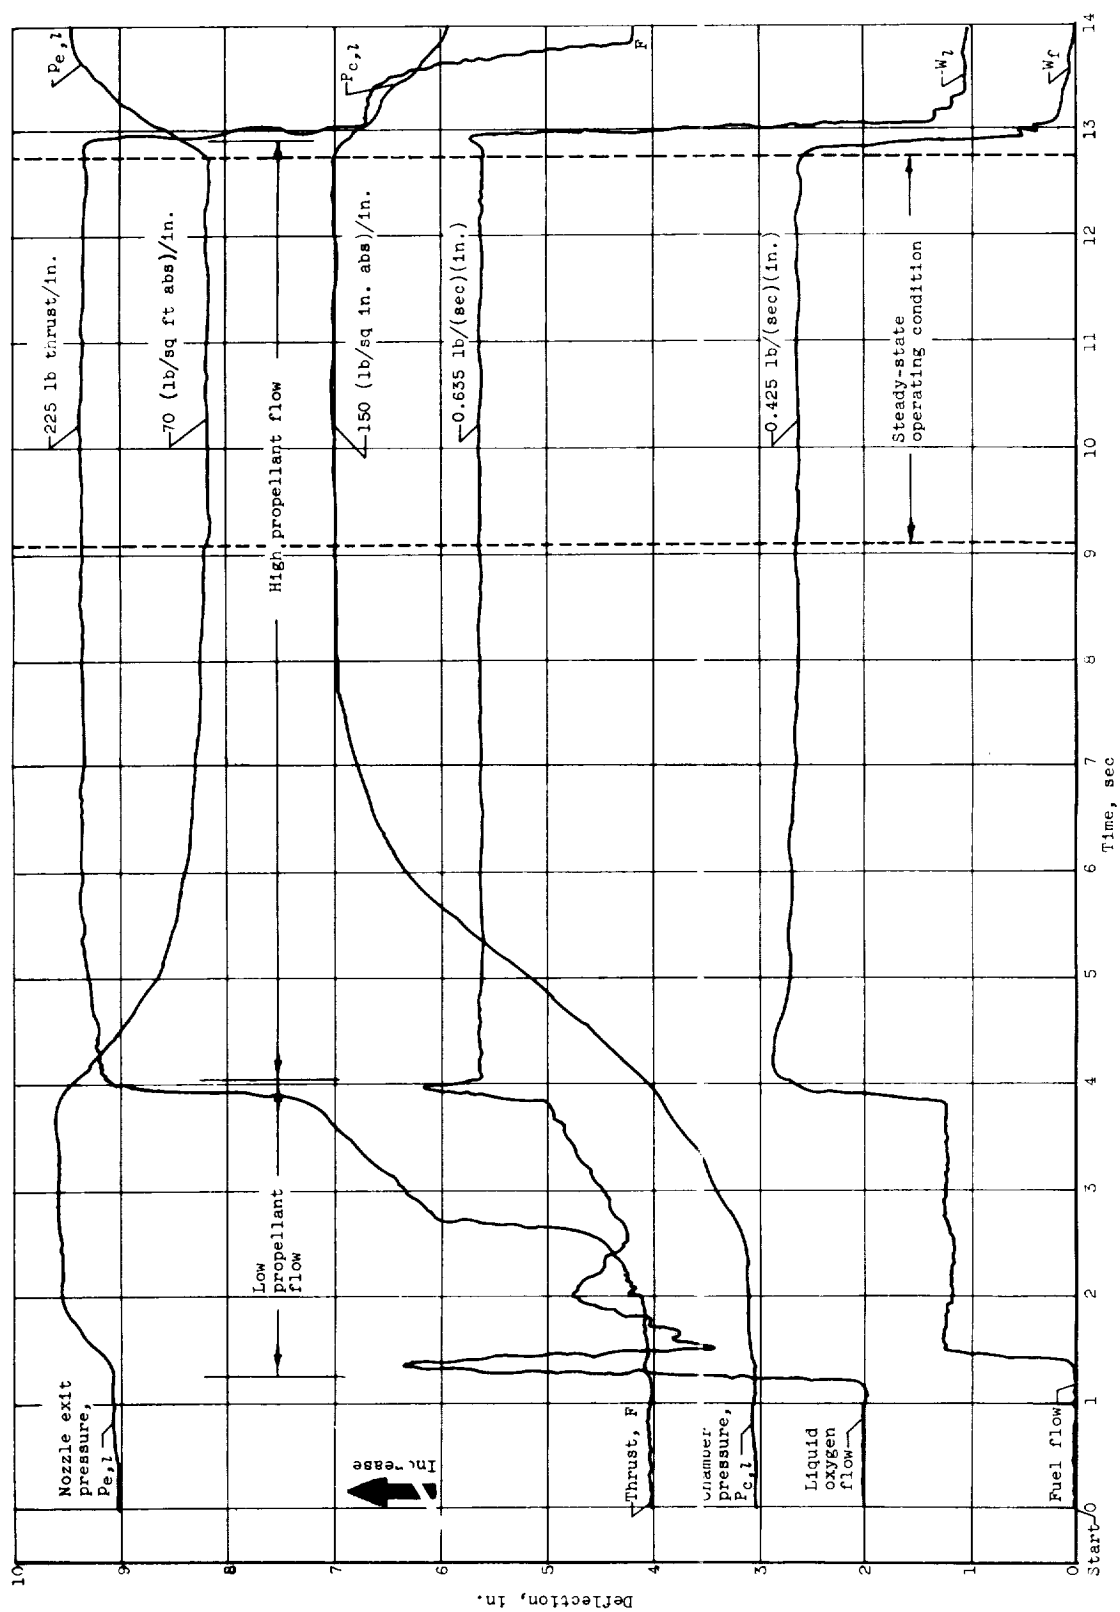 10
9
8
7
6
5
4
3
2
1
0
Deflection, in.
Start
0
1
2
3
4
5
6
7
8
9
10
11
12
13
14
Time, sec
Nozzle exit
pressure,
Pe,l
Increase
Thrust, F
pressure,
Pc,l
Liquid
oxygen
flow
Fuel flow
Low
propellant
flow
High propellant flow
225 lb thrust/in.
70 (lb/sq ft abs)/in.
150 (lb/sq in. abs)/in.
0.635 lb/(sec)(in.)
0.425 lb/(sec)(in.)
Steady-state
operating condition
Pe,l
Pc,l
F
Wl
Wf